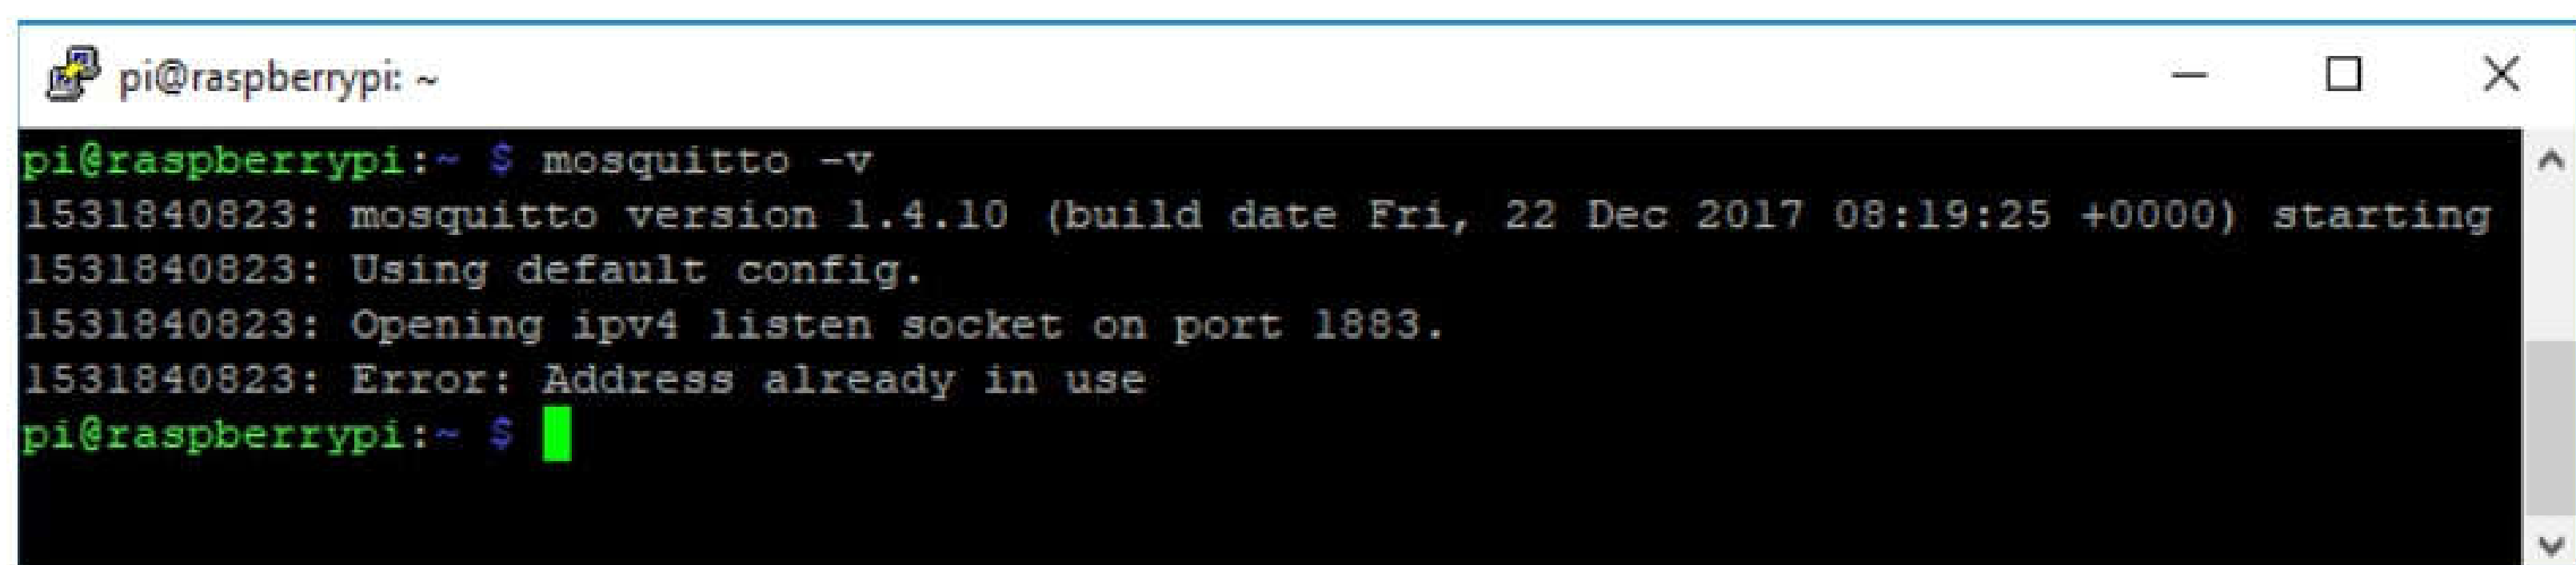 pi@raspberrypi: ~
pi@raspberrypi:~ $ mosquitto -v
1531840823: mosquitto version 1.4.10 (build date Fri, 22 Dec 2017 08:19:25 +0000) starting
1531840823: Using default config.
1531840823: Opening ipv4 listen socket on port 1883.
1531840823: Error: Address already in use
pi@raspberrypi:~ $